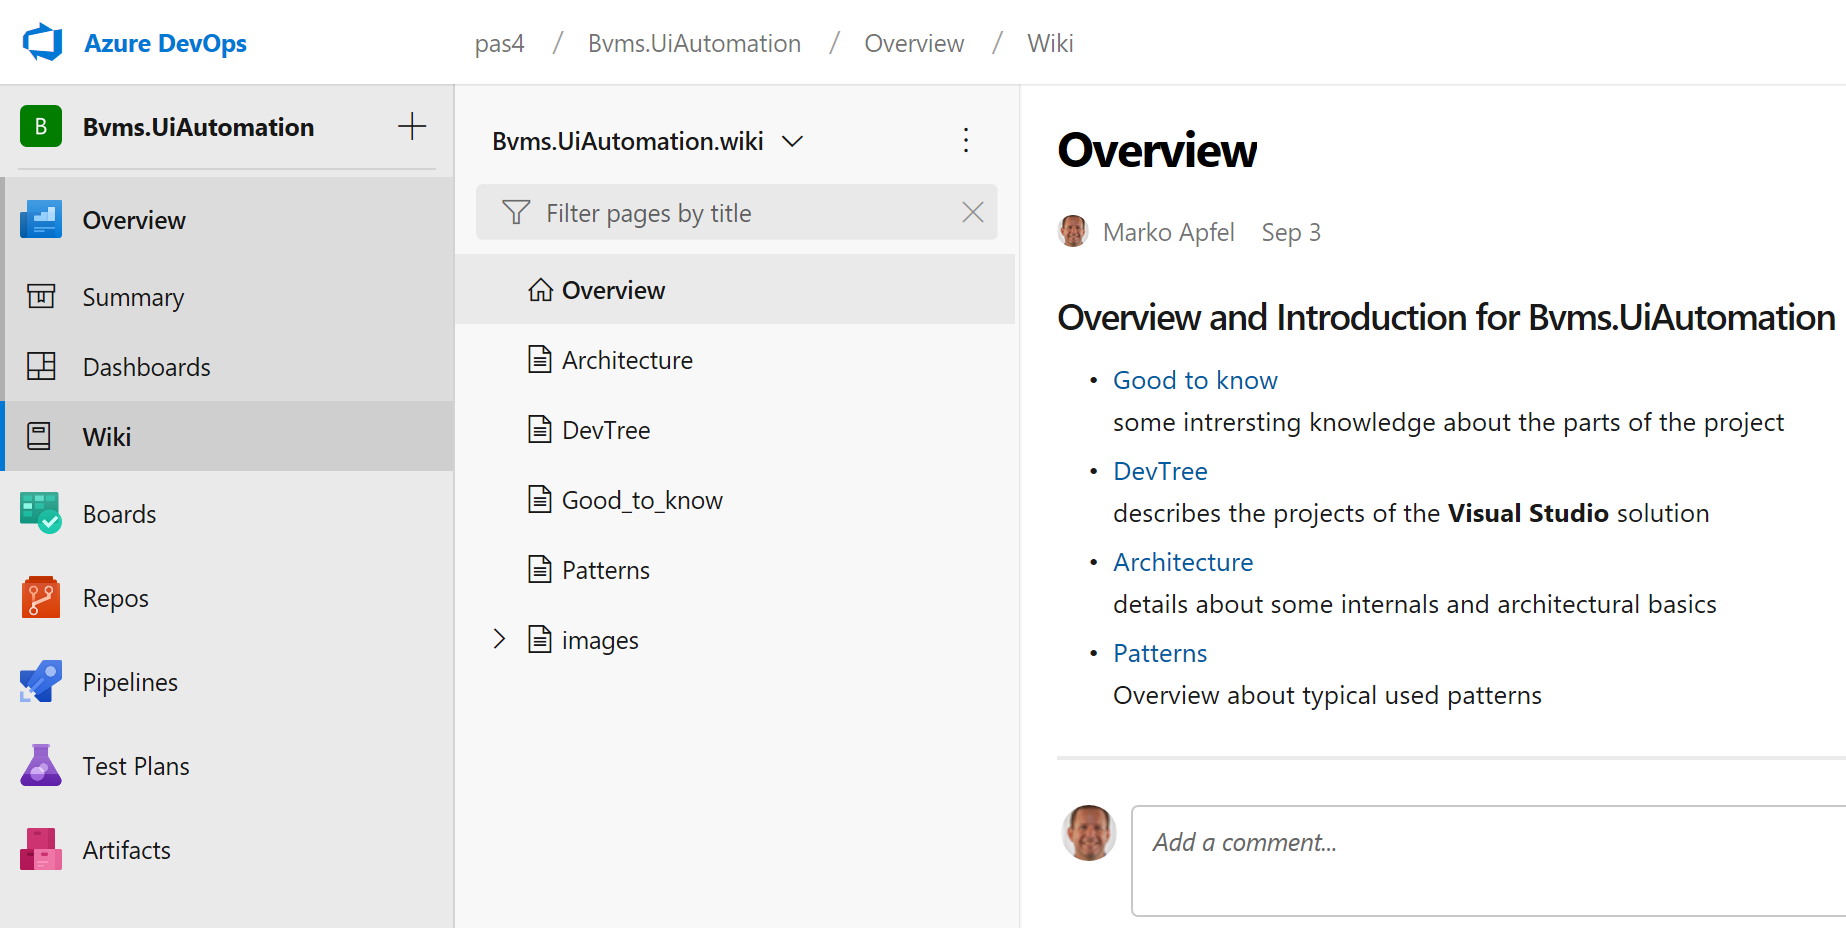 Azure DevOps
pas4 / Bvms.UiAutomation / Overview / Wiki
B Bvms.UiAutomation
Overview
Summary
Dashboards
Wiki
Boards
Repos
Pipelines
Test Plans
Artifacts
Bvms.UiAutomation.wiki
Filter pages by title
Overview
Architecture
DevTree
Good_to_know
Patterns
images
Overview
Marko Apfel Sep 3
Overview and Introduction for Bvms.UiAutomation
• Good to know
some intrersting knowledge about the parts of the project
• DevTree
describes the projects of the Visual Studio solution
• Architecture
details about some internals and architectural basics
• Patterns
Overview about typical used patterns
Add a comment...